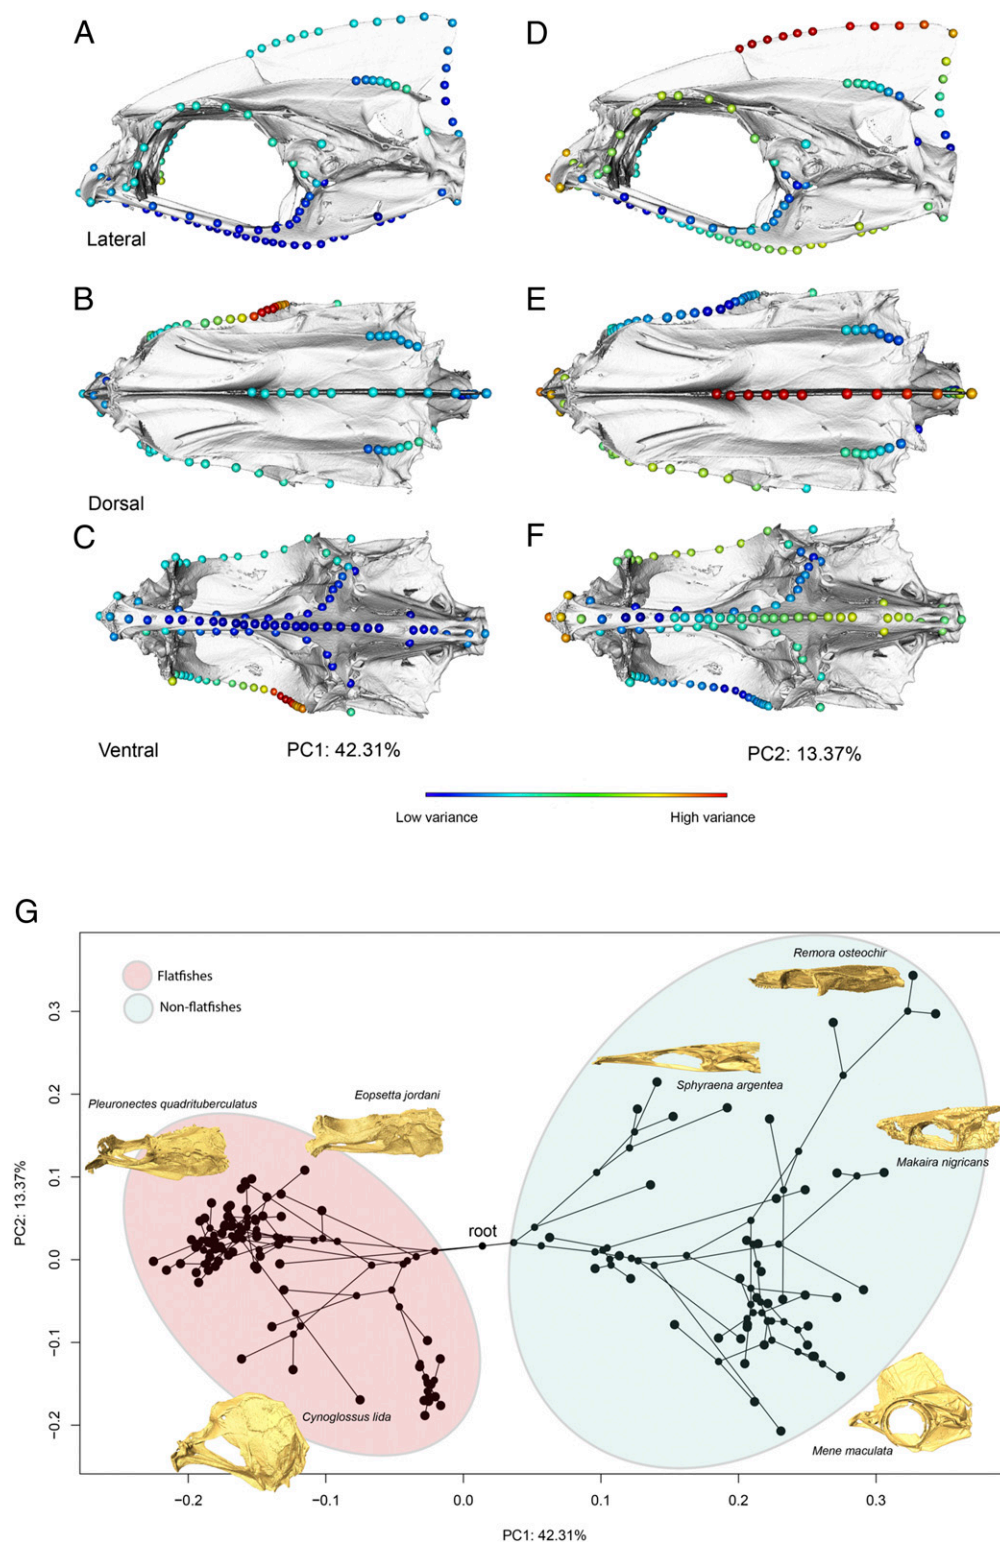 A
D
Lateral
B
E
Dorsal
C
F
Ventral
PC1: 42.31%
PC2: 13.37%
Low variance
High variance
G
Flatfishes
Non-flatfishes
Remora osteochir
Sphyraena argentea
Pleuronectes quadrituberculatus
Eopsetta jordani
Makaira nigricans
root
Cynoglossus lida
Mene maculata
PC2: 13.37%
0.3
0.2
0.1
0.0
−0.1
−0.2
−0.2
−0.1
0.0
0.1
0.2
0.3
PC1: 42.31%